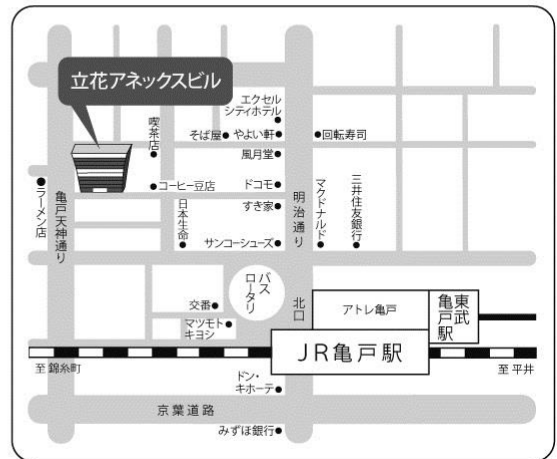 立花アネックスビル
エクセル
シティホテル
喫茶店
そば屋
やよい軒
回転寿司
風月堂
コーヒー豆店
ドコモ
すき家
ラーメン店
亀戸天神通り
日本生命
サンコーシューズ
明治通り
マクドナルド
三井住友銀行
バス
ロータリー
北口
交番
マツモト
キヨシ
アトレ亀戸
東武
亀戸駅
JR亀戸駅
至 錦糸町
至 平井
ドン・
キホーテ
京葉道路
みずほ銀行